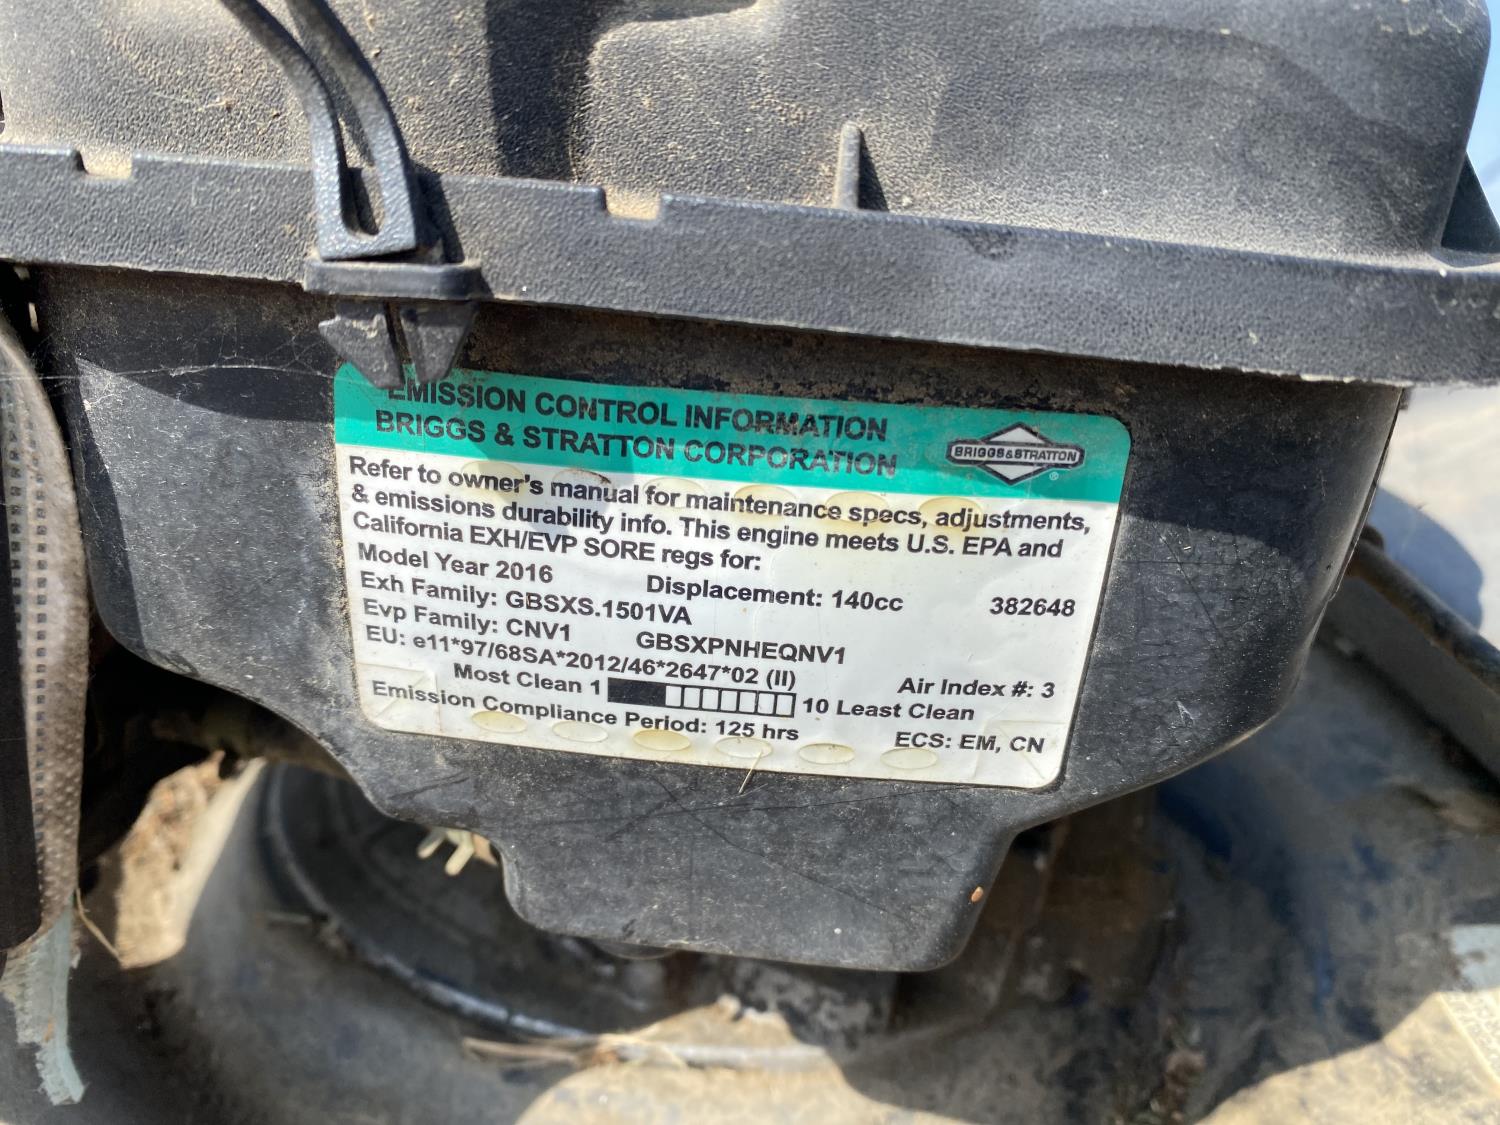 EMISSION CONTROL INFORMATION
BRIGGS & STRATTON CORPORATION
BRIGGS&STRATTON ®
Refer to owner's manual for maintenance specs, adjustments,
& emissions durability info. This engine meets U.S. EPA and
California EXH/EVP SORE regs for:
Model Year 2016 Displacement: 140cc 382648
Exh Family: GBSXS.1501VA
Evp Family: CNV1 GBSXPNHEQNV1
EU: e11*97/68SA*2012/46*2647*02 (II) Air Index #: 3
Most Clean 1 10 Least Clean
Emission Compliance Period: 125 hrs ECS: EM, CN